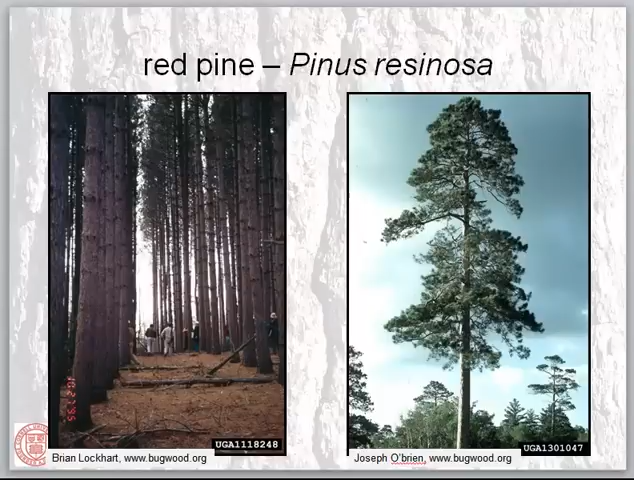 red pine – Pinus resinosa
UGA1118248
UGA1301047
Brian Lockhart, www.bugwood.org
Joseph O'brien, www.bugwood.org